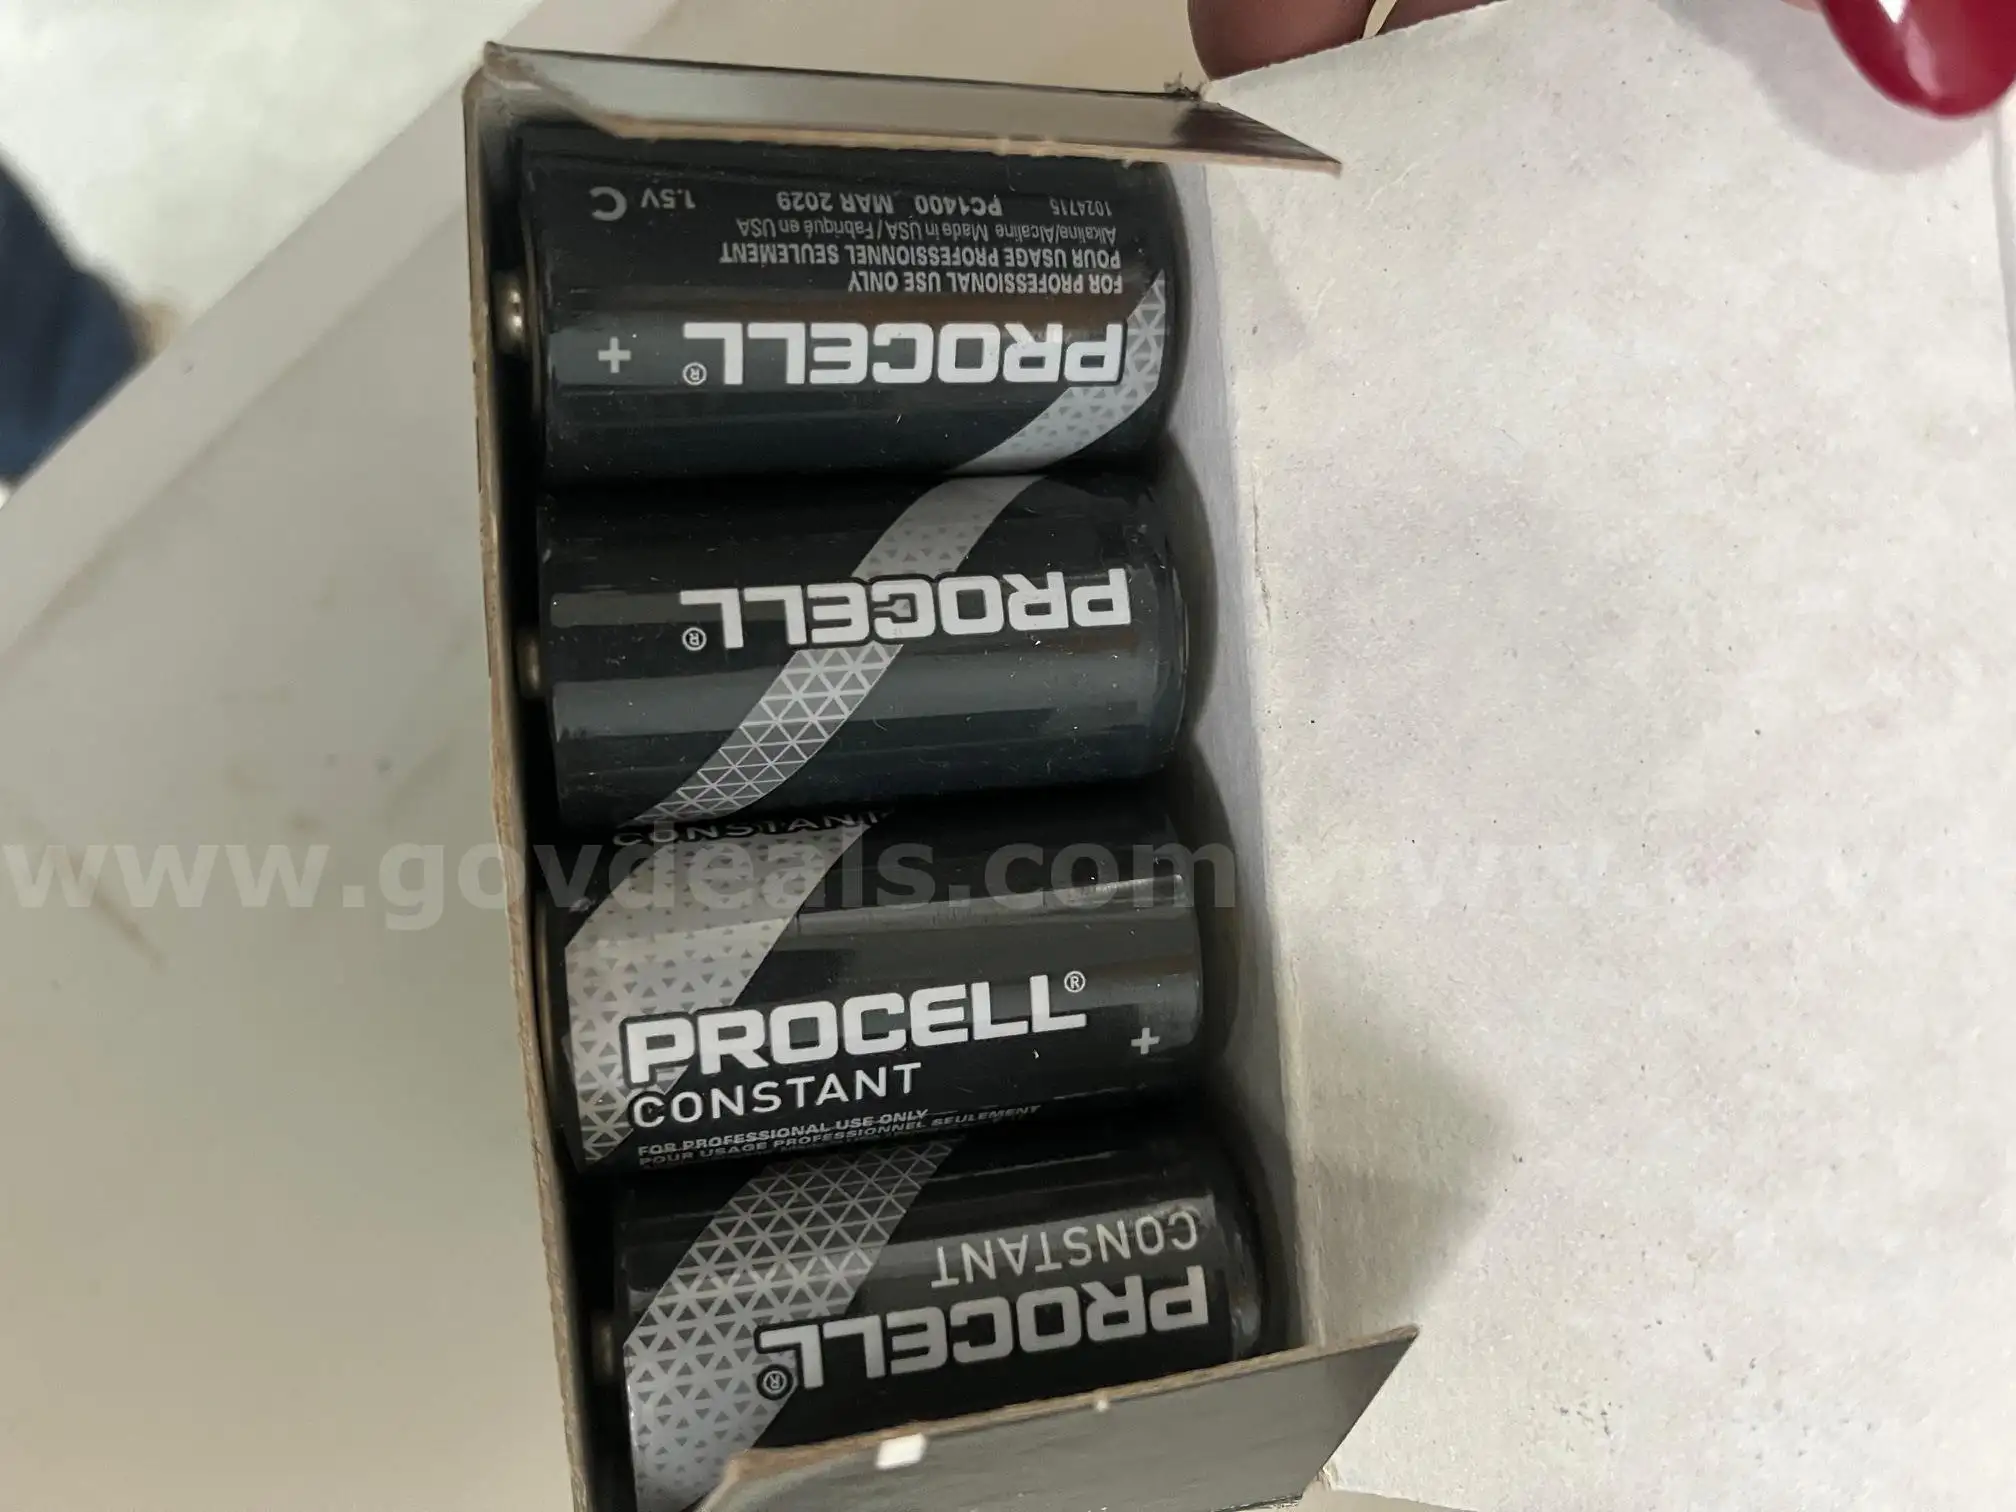 PROCELL®
+
FOR PROFESSIONAL USE ONLY
POUR USAGE PROFESSIONNEL SEULEMENT
Alkaline/Alcaline Made in USA / Fabriqué en USA
1024715 PC1400 MAR 2029 1.5V C
PROCELL®
CONSTANT
www.govdeals.com
PROCELL®
+
CONSTANT
FOR PROFESSIONAL USE ONLY
POUR USAGE PROFESSIONNEL SEULEMENT
PROCELL®
CONSTANT